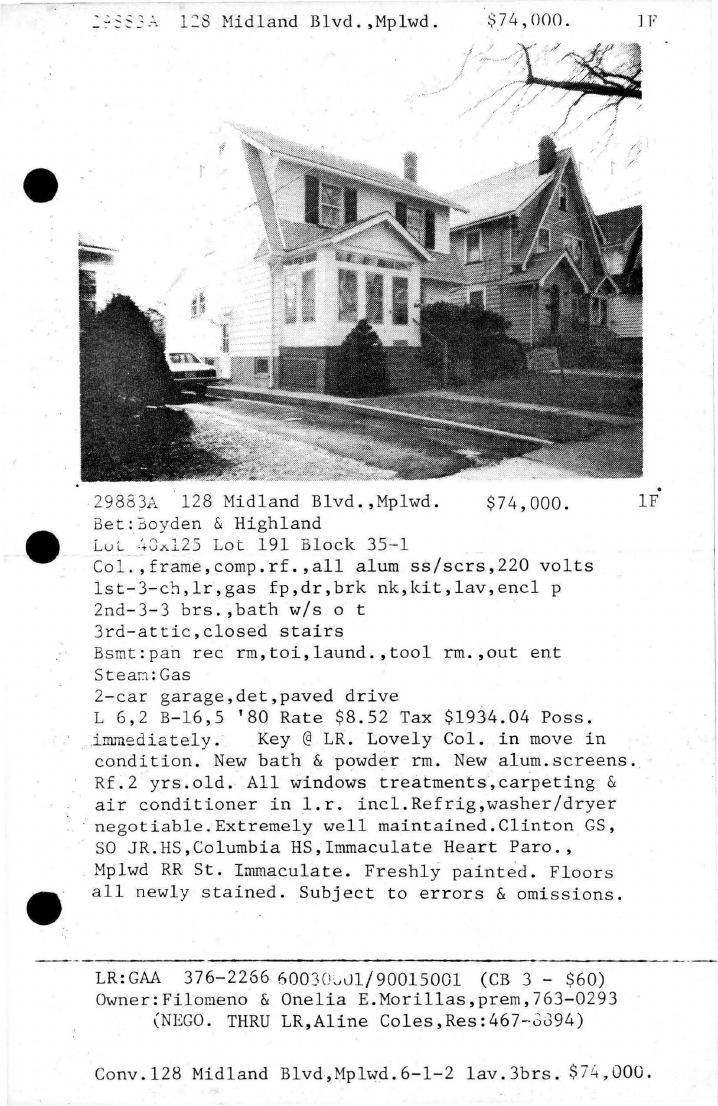 29883A 128 Midland Blvd.,Mplwd. $74,000. 1F
29883A 128 Midland Blvd.,Mplwd. $74,000. 1F
Bet:Boyden & Highland
Lot 40x125 Lot 191 Block 35-1
Col.,frame,comp.rf.,all alum ss/scrs,220 volts
1st-3-ch,lr,gas fp,dr,brk nk,kit,lav,encl p
2nd-3-3 brs.,bath w/s o t
3rd-attic,closed stairs
Bsmt:pan rec rm,toi,laund.,tool rm.,out ent
Steam:Gas
2-car garage,det,paved drive
L 6,2 B-16,5 '80 Rate $8.52 Tax $1934.04 Poss.
immediately. Key @ LR. Lovely Col. in move in
condition. New bath & powder rm. New alum.screens.
Rf.2 yrs.old. All windows treatments,carpeting &
air conditioner in l.r. incl.Refrig,washer/dryer
negotiable.Extremely well maintained.Clinton GS,
SO JR.HS,Columbia HS,Immaculate Heart Paro.,
Mplwd RR St. Immaculate. Freshly painted. Floors
all newly stained. Subject to errors & omissions.
LR:GAA 376-2266 /90015001 (CB 3 - $60)
Owner:Filomeno & Onelia E.Morillas,prem,763-0293
(NEGO. THRU LR,Aline Coles,
Conv.128 Midland Blvd,Mplwd.6-1-2 lav.3brs. $74,000.